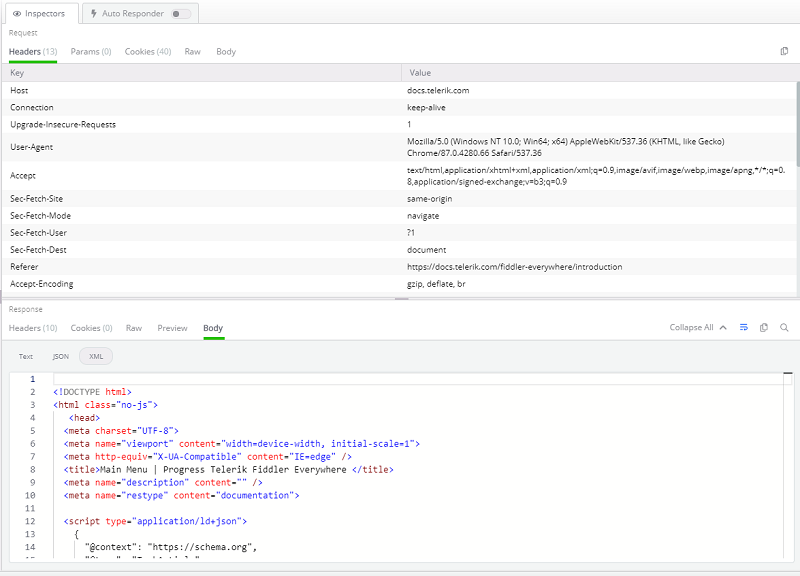 Inspectors Auto Responder
Request
Headers (13) Params (0) Cookies (40) Raw Body
Key Value
Host docs.telerik.com
Connection keep-alive
Upgrade-Insecure-Requests 1
User-Agent Mozilla/5.0 (Windows NT 10.0; Win64; x64) AppleWebKit/537.36 (KHTML, like Gecko)
Chrome/87.0.4280.66 Safari/537.36
Accept text/html,application/xhtml+xml,application/xml;q=0.9,image/avif,image/webp,image/apng,*/*;q=0.
8,application/signed-exchange;v=b3;q=0.9
Sec-Fetch-Site same-origin
Sec-Fetch-Mode navigate
Sec-Fetch-User ?1
Sec-Fetch-Dest document
Referer https://docs.telerik.com/fiddler-everywhere/introduction
Accept-Encoding gzip, deflate, br
Response
Headers (10) Cookies (0) Raw Preview Body Collapse All
Text JSON XML
1
2 <!DOCTYPE html>
3 <html class="no-js">
4 <head>
5 <meta charset="UTF-8">
6 <meta name="viewport" content="width=device-width, initial-scale=1">
7 <meta http-equiv="X-UA-Compatible" content="IE=edge" />
8 <title>Main Menu | Progress Telerik Fiddler Everywhere </title>
9 <meta name="description" content="" />
10 <meta name="restype" content="documentation">
11
12 <script type="application/ld+json">
13 {
14 "@context": "https://schema.org",